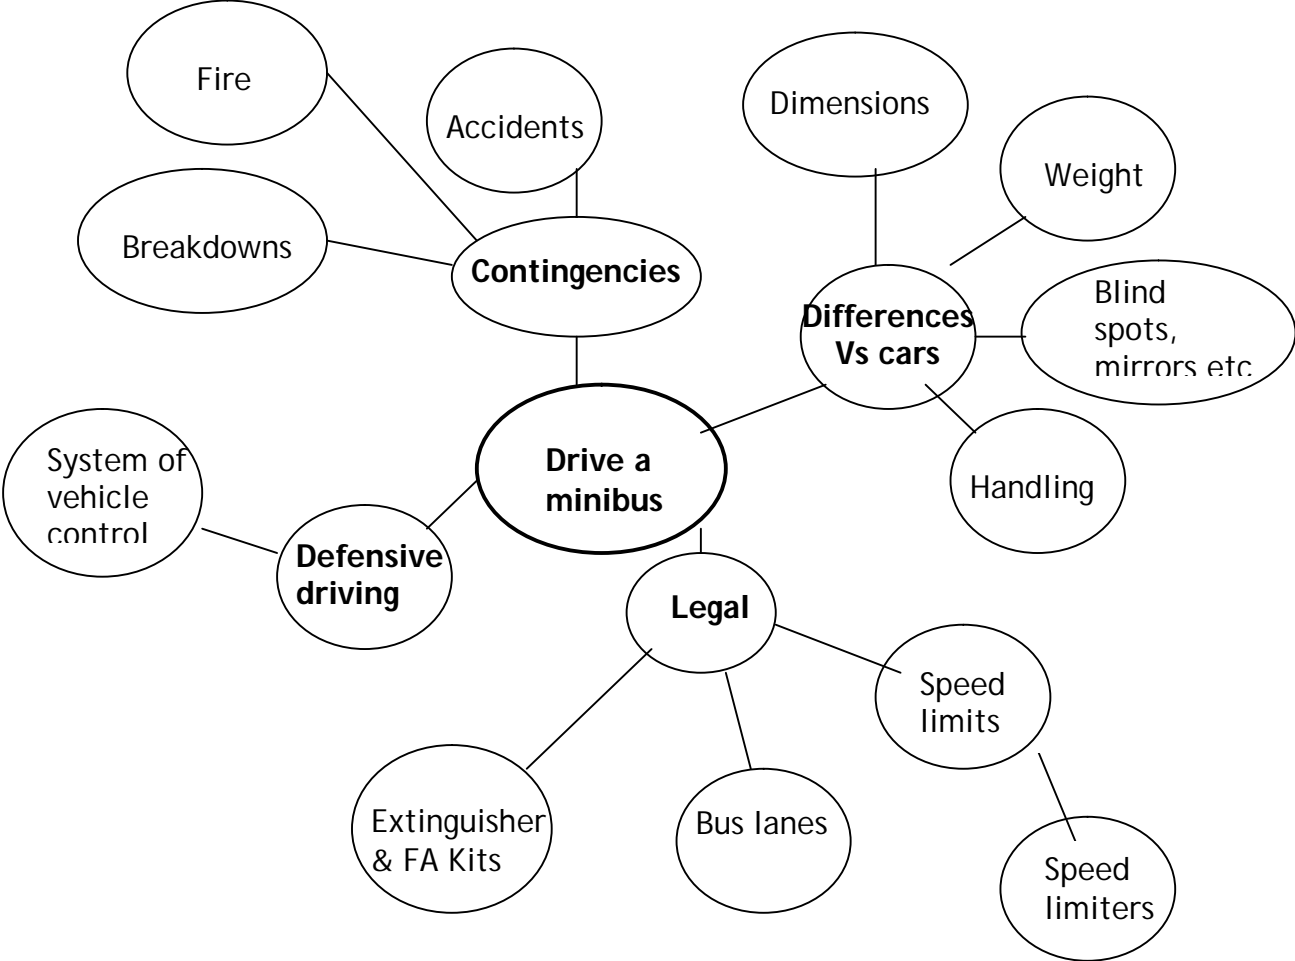 Fire
Accidents
Dimensions
Weight
Breakdowns
Contingencies
Differences
Vs cars
Blind
spots,
mirrors etc
Drive a
minibus
System of
vehicle
control
Handling
Defensive
driving
Legal
Speed
limits
Extinguisher
& FA Kits
Bus lanes
Speed
limiters